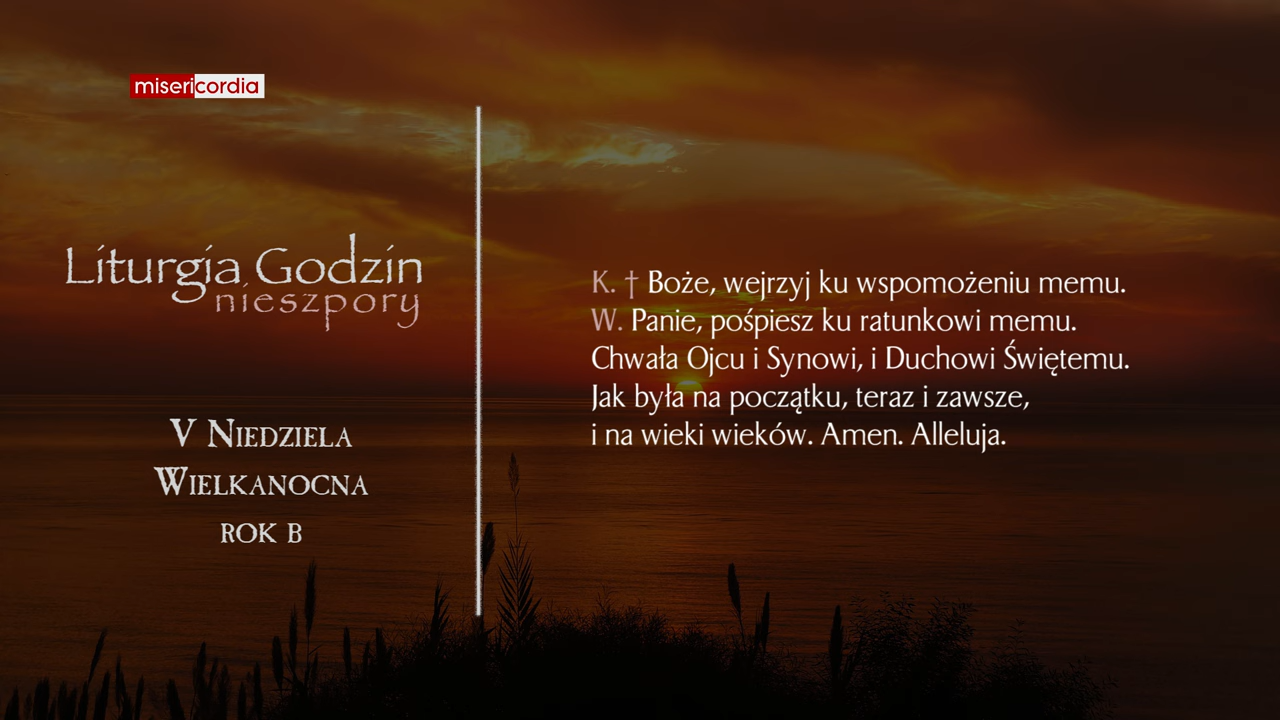 misericordia
Liturgia Godzin
nieszpory
V Niedziela
Wielkanocna
rok B
K. † Boże, wejrzyj ku wspomożeniu memu.
W. Panie, pośpiesz ku ratunkowi memu.
Chwała Ojcu i Synowi, i Duchowi Świętemu.
Jak była na początku, teraz i zawsze,
i na wieki wieków. Amen. Alleluja.